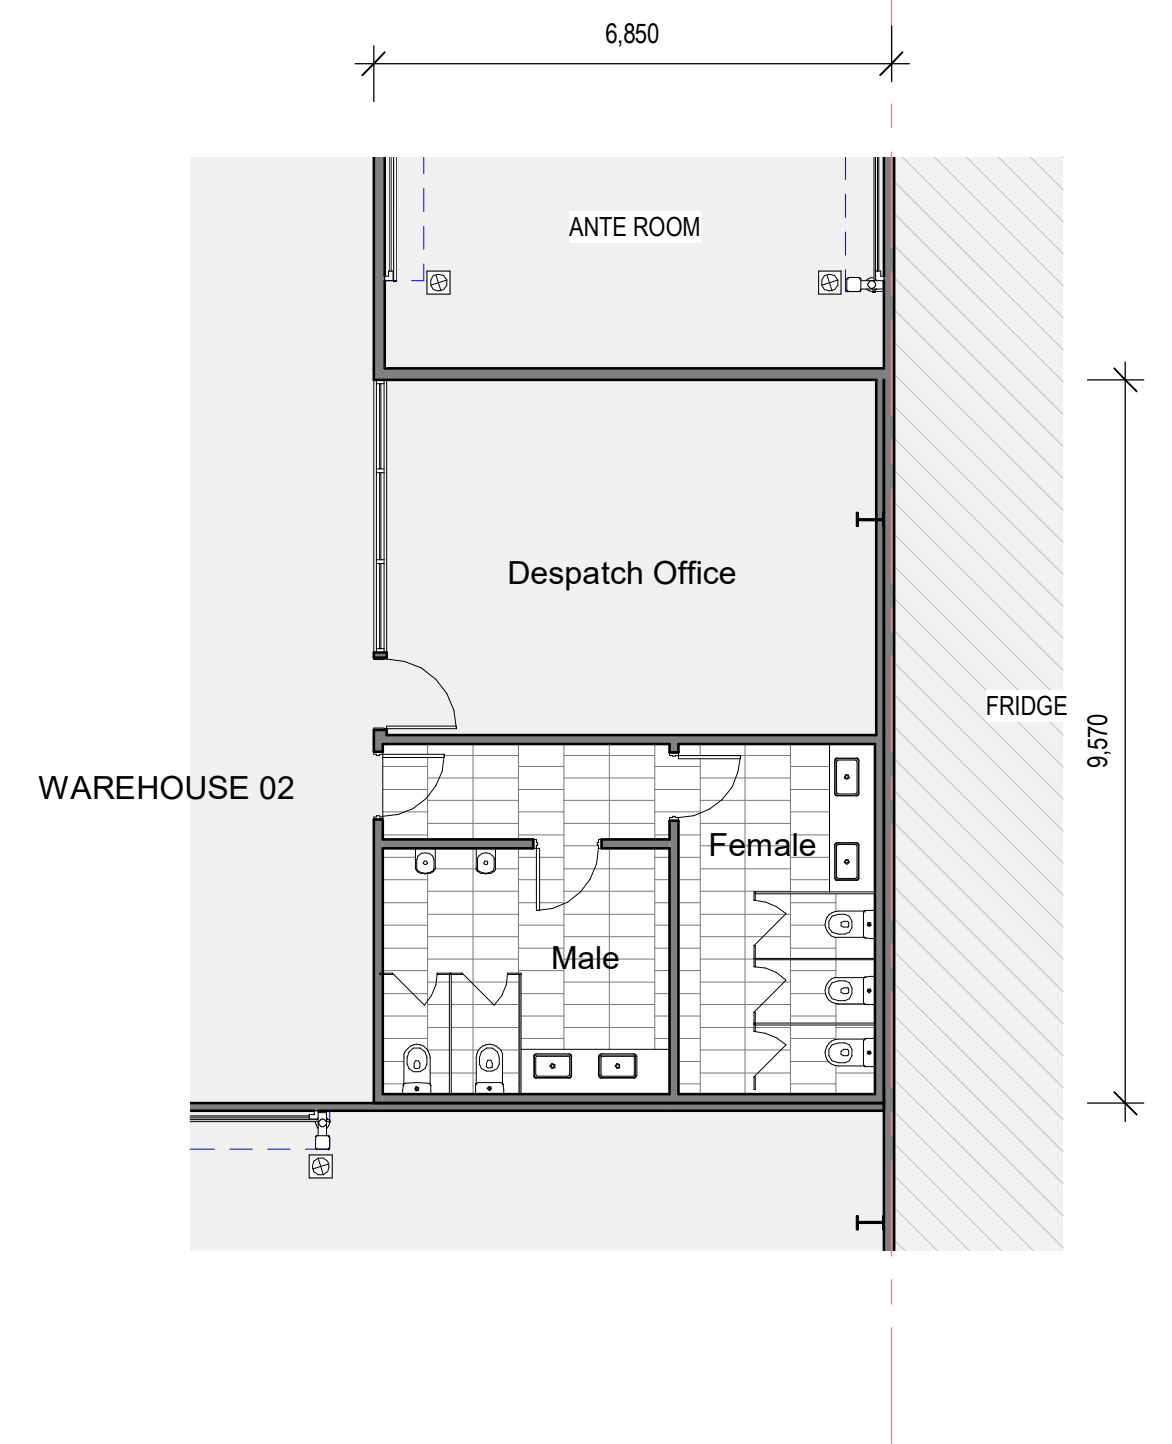 6,850
ANTE ROOM
Despatch Office
FRIDGE
9,570
WAREHOUSE 02
Female
Male